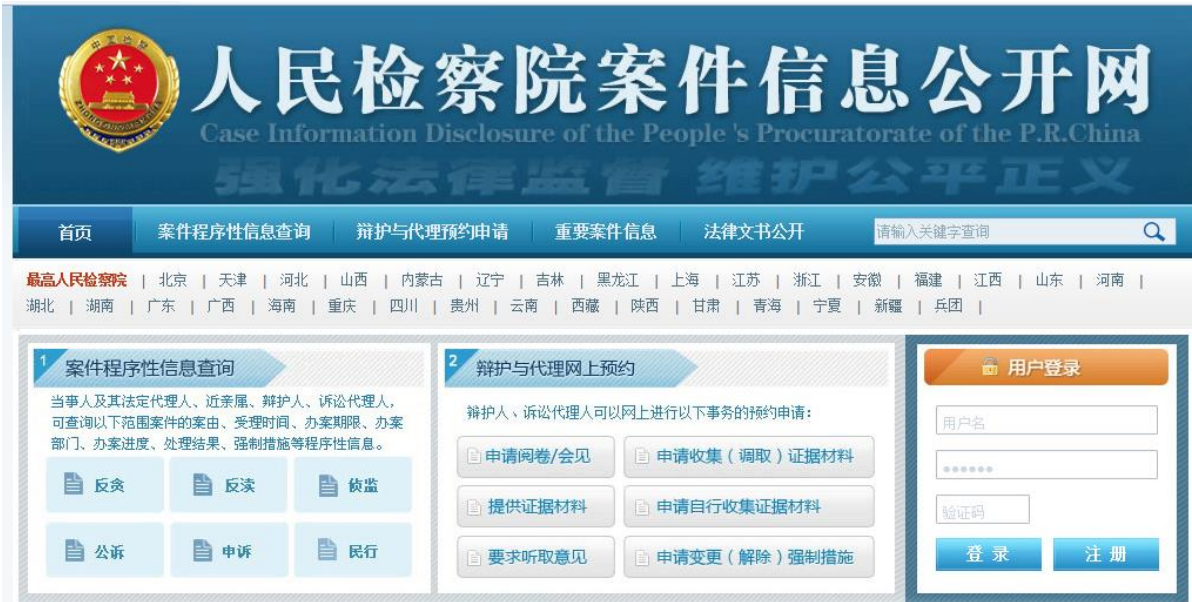 人民检察院案件信息公开网
Case Information Disclosure of the People 's Procuratorate of the P.R.China
强化法律监督 维护公平正义
首页 案件程序性信息查询 辩护与代理预约申请 重要案件信息 法律文书公开 请输入关键字查询
最高人民检察院 | 北京 | 天津 | 河北 | 山西 | 内蒙古 | 辽宁 | 吉林 | 黑龙江 | 上海 | 江苏 | 浙江 | 安徽 | 福建 | 江西 | 山东 | 河南 |
湖北 | 湖南 | 广东 | 广西 | 海南 | 重庆 | 四川 | 贵州 | 云南 | 西藏 | 陕西 | 甘肃 | 青海 | 宁夏 | 新疆 | 兵团 |
1 案件程序性信息查询
当事人及其法定代理人、近亲属、辩护人、诉讼代理人，
可查询以下范围案件的案由、受理时间、办案期限、办案
部门、办案进度、处理结果、强制措施等程序性信息。
反贪 反渎 侦监
公诉 申诉 民行
2 辩护与代理网上预约
辩护人、诉讼代理人可以网上进行以下事务的预约申请：
申请阅卷/会见 申请收集（调取）证据材料
提供证据材料 申请自行收集证据材料
要求听取意见 申请变更（解除）强制措施
用户登录
用户名
验证码
登 录 注 册